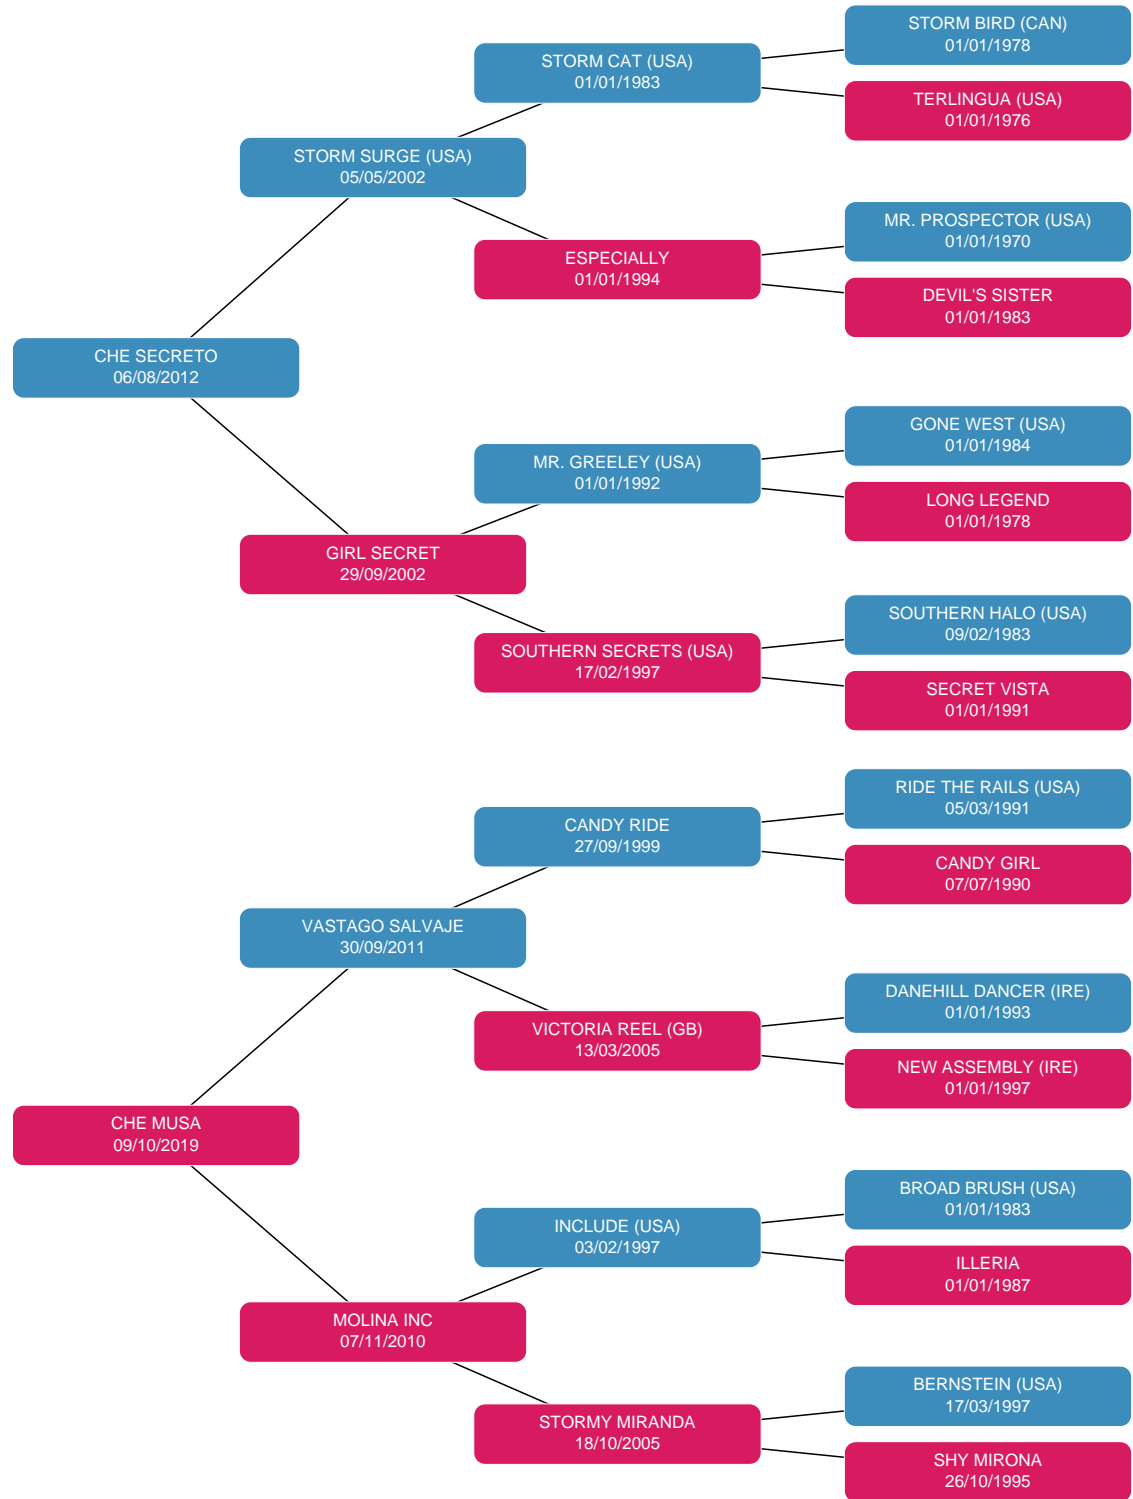 STORM BIRD (CAN)
01/01/1978
STORM CAT (USA)
01/01/1983
TERLINGUA (USA)
01/01/1976
STORM SURGE (USA)
05/05/2002
MR. PROSPECTOR (USA)
01/01/1970
ESPECIALLY
01/01/1994
DEVIL'S SISTER
01/01/1983
CHE SECRETO
06/08/2012
GONE WEST (USA)
01/01/1984
MR. GREELEY (USA)
01/01/1992
LONG LEGEND
01/01/1978
GIRL SECRET
29/09/2002
SOUTHERN HALO (USA)
09/02/1983
SOUTHERN SECRETS (USA)
17/02/1997
SECRET VISTA
01/01/1991
RIDE THE RAILS (USA)
05/03/1991
CANDY RIDE
27/09/1999
CANDY GIRL
07/07/1990
VASTAGO SALVAJE
30/09/2011
DANEHILL DANCER (IRE)
01/01/1993
VICTORIA REEL (GB)
13/03/2005
NEW ASSEMBLY (IRE)
01/01/1997
CHE MUSA
09/10/2019
BROAD BRUSH (USA)
01/01/1983
INCLUDE (USA)
03/02/1997
ILLERIA
01/01/1987
MOLINA INC
07/11/2010
BERNSTEIN (USA)
17/03/1997
STORMY MIRANDA
18/10/2005
SHY MIRONA
26/10/1995